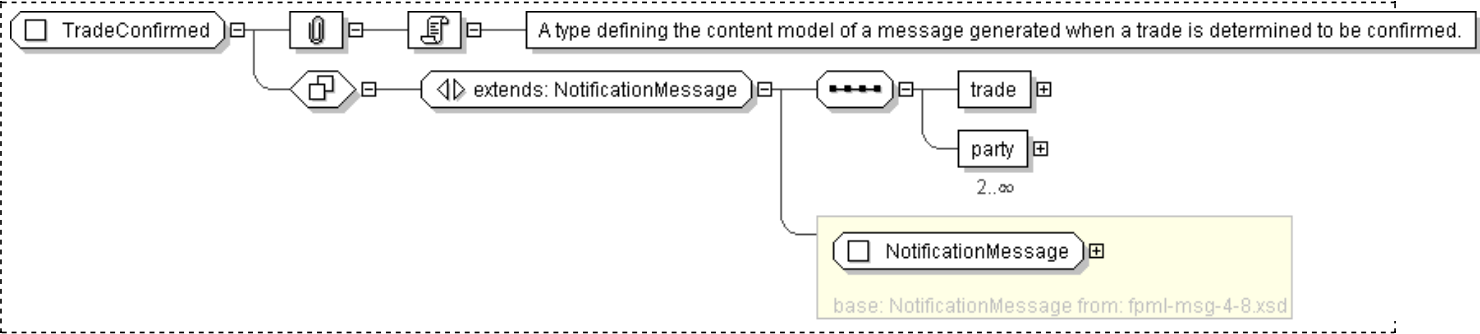 TradeConfirmed
A type defining the content model of a message generated when a trade is determined to be confirmed.
extends: NotificationMessage
trade
party
2..∞
NotificationMessage
base: NotificationMessage from: fpml-msg-4-8.xsd